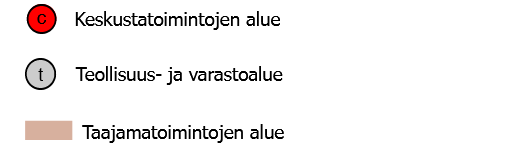 c Keskustatoimintojen alue
t Teollisuus- ja varastoalue
Taajamatoimintojen alue